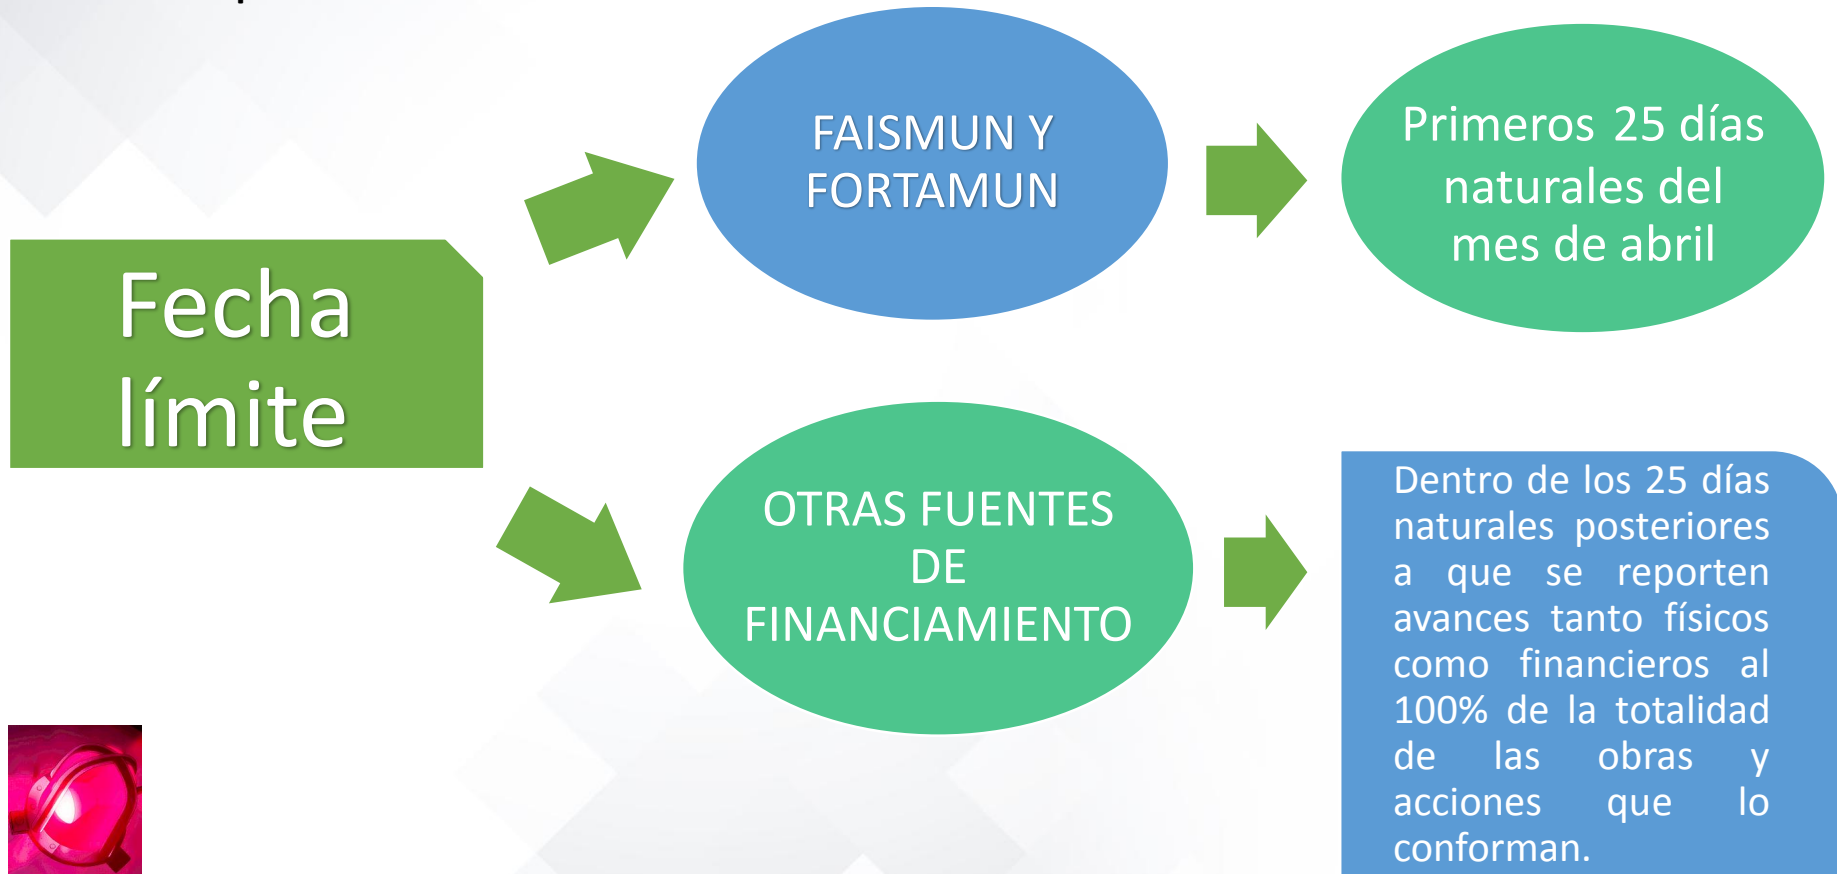 Fecha
límite
FAISMUN Y
FORTAMUN
Primeros 25 días
naturales del
mes de abril
OTRAS FUENTES
DE
FINANCIAMIENTO
Dentro de los 25 días
naturales posteriores
a que se reporten
avances tanto físicos
como financieros al
100% de la totalidad
de las obras y
acciones que lo
conforman.